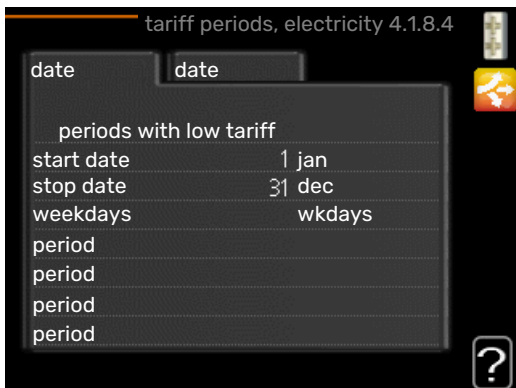 tariff periods, electricity 4.1.8.4
date date
periods with low tariff
start date 1 jan
stop date 31 dec
weekdays wkdays
period
period
period
period
?